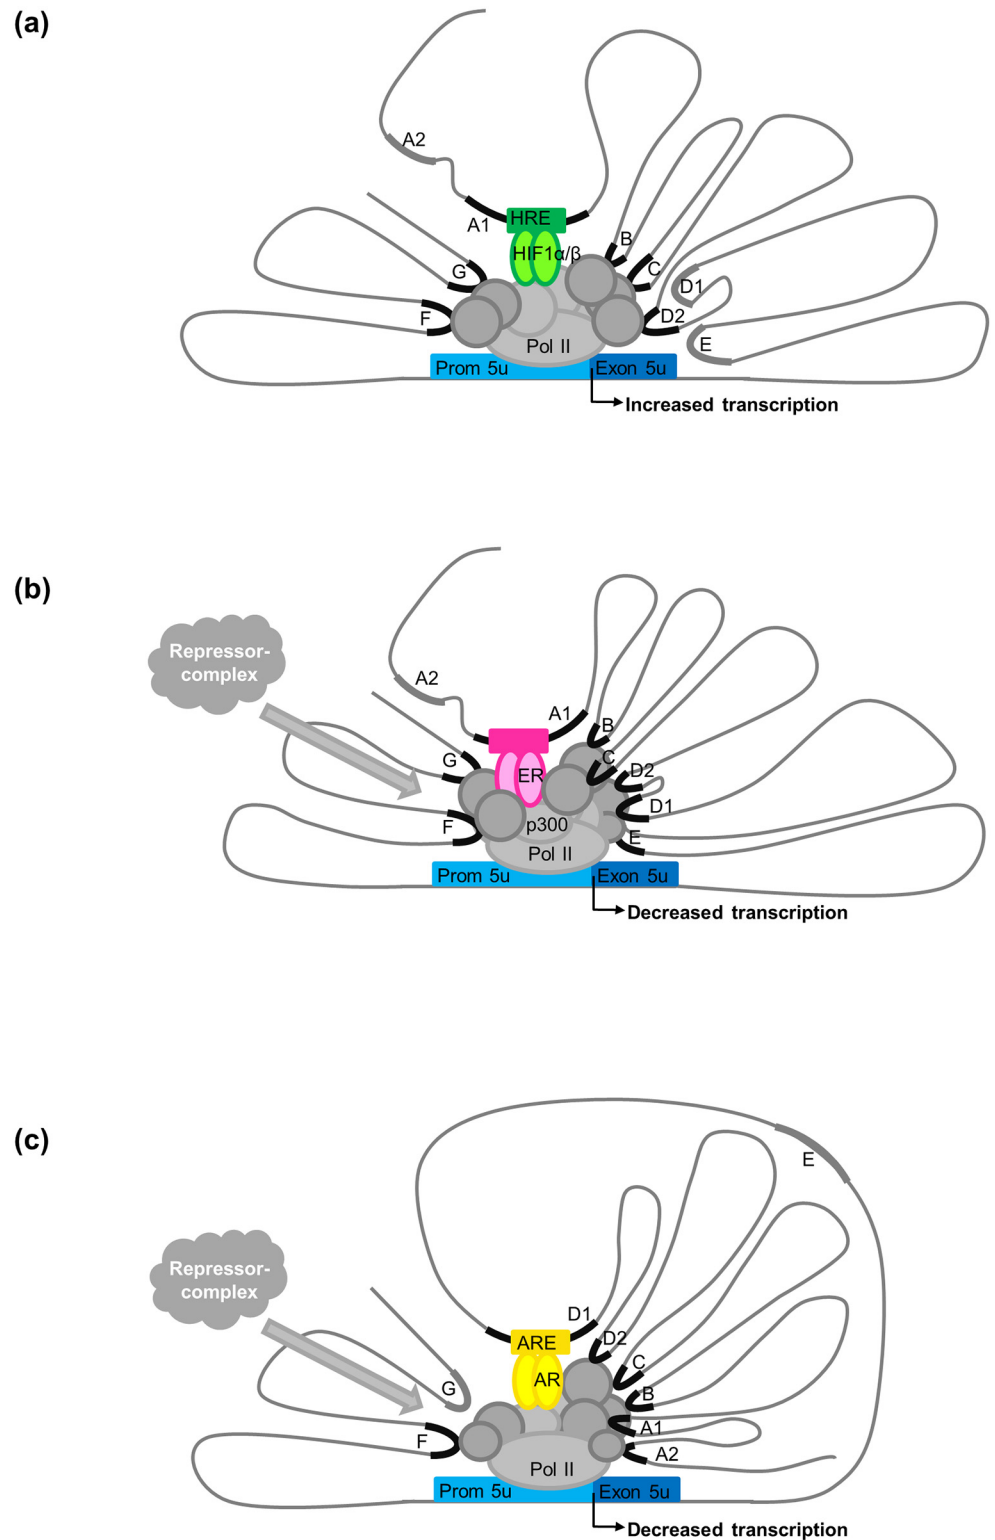 (a)
A2
A1
HRE
HIF1α/β
B
C
G
D1
D2
F
E
Pol II
Prom 5u
Exon 5u
Increased transcription
(b)
Repressor-
complex
A2
A1
B
G
C
D2
ER
D1
F
p300
E
Pol II
Prom 5u
Exon 5u
Decreased transcription
(c)
E
Repressor-
complex
D1
D2
ARE
C
AR
G
B
A1
F
A2
Pol II
Prom 5u
Exon 5u
Decreased transcription